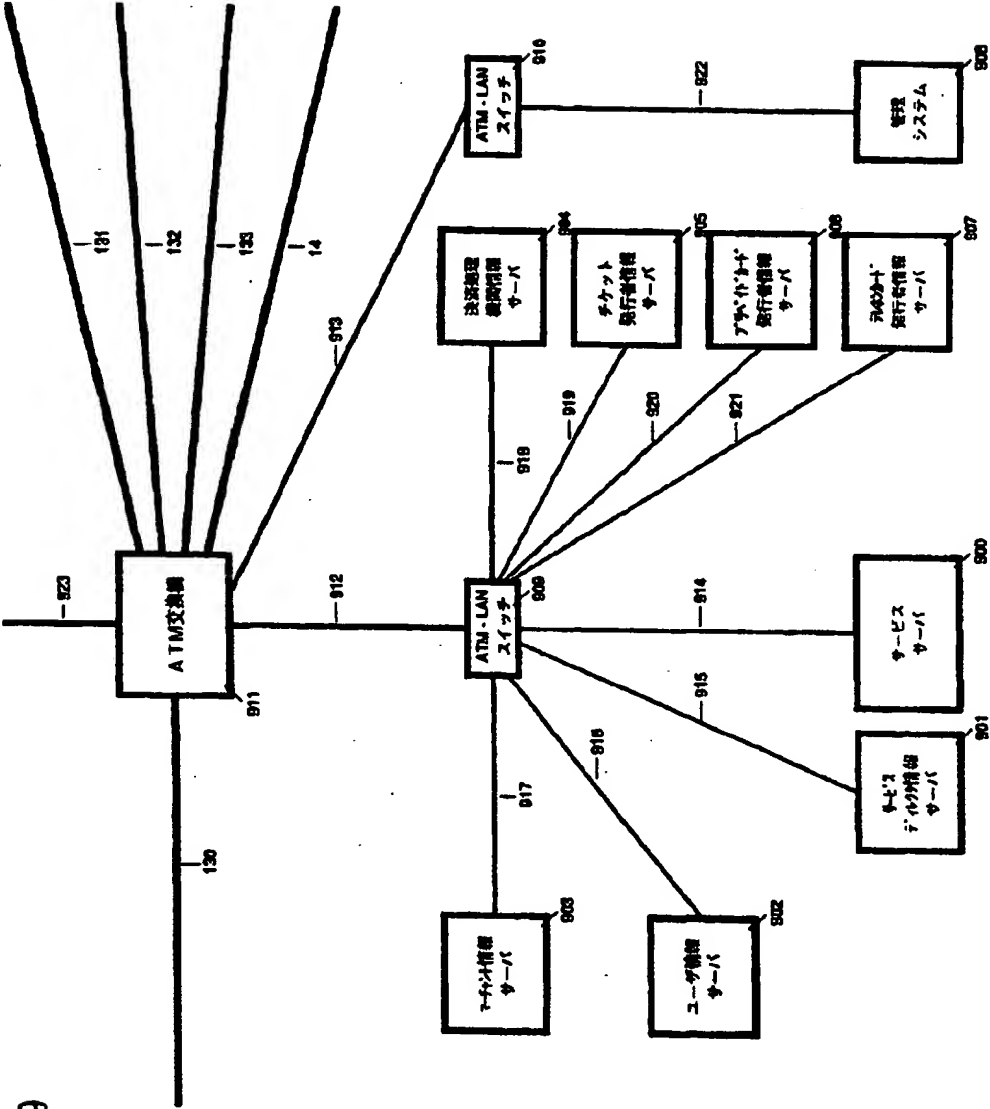 131
132
133
14
923
ATM交換機
911
913
912
130
ATM-LAN
スイッチ
910
922
管理
システム
908
ATM-LAN
スイッチ
909
918
919
920
921
決済処理
機関情報
サーバ
904
チケット
発行者情報
サーバ
905
プリペイドカード
発行者情報
サーバ
906
テレホンカード
発行者情報
サーバ
907
917
916
915
914
マーチャント情報
サーバ
903
ユーザ情報
サーバ
902
サービス
ディレクタ情報
サーバ
901
サービス
サーバ
900